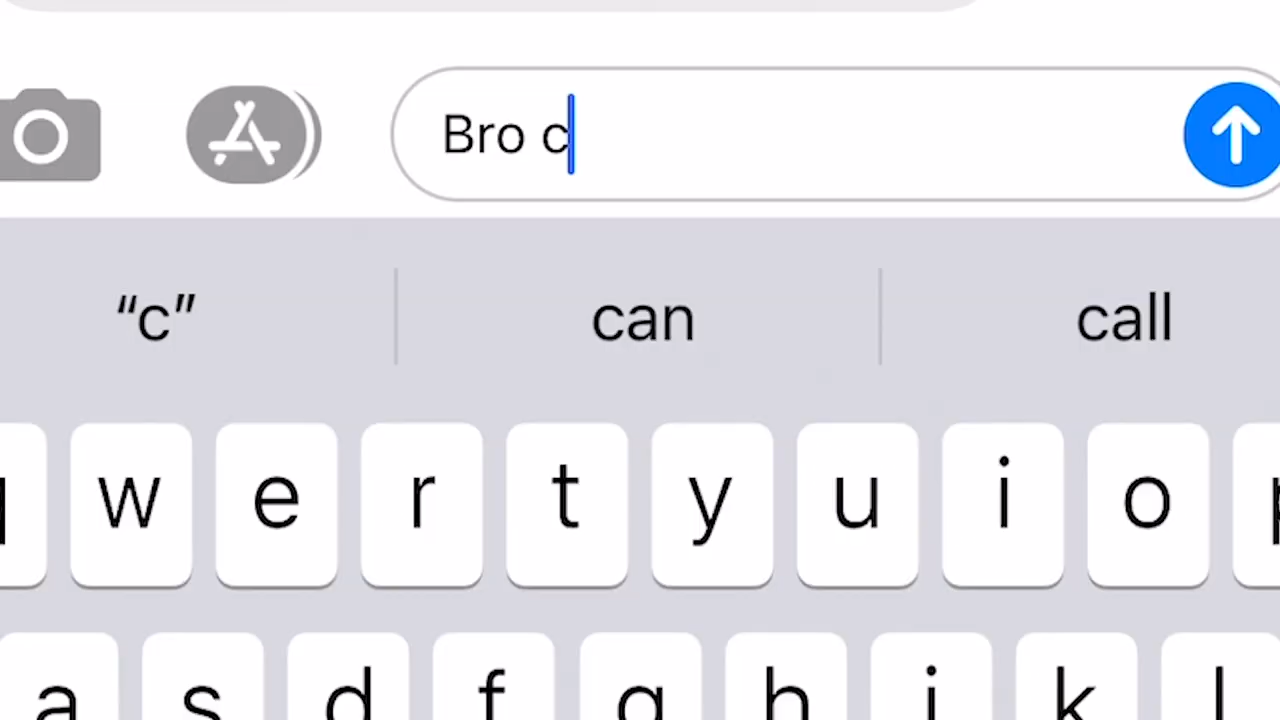 Bro c
“c” can call
q w e r t y u i o p
a s d f g h j k l